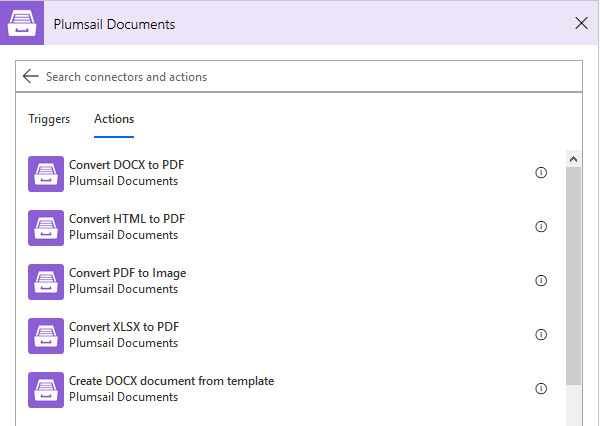 Plumsail Documents
Search connectors and actions
Triggers Actions
Convert DOCX to PDF
Plumsail Documents
Convert HTML to PDF
Plumsail Documents
Convert PDF to Image
Plumsail Documents
Convert XLSX to PDF
Plumsail Documents
Create DOCX document from template
Plumsail Documents